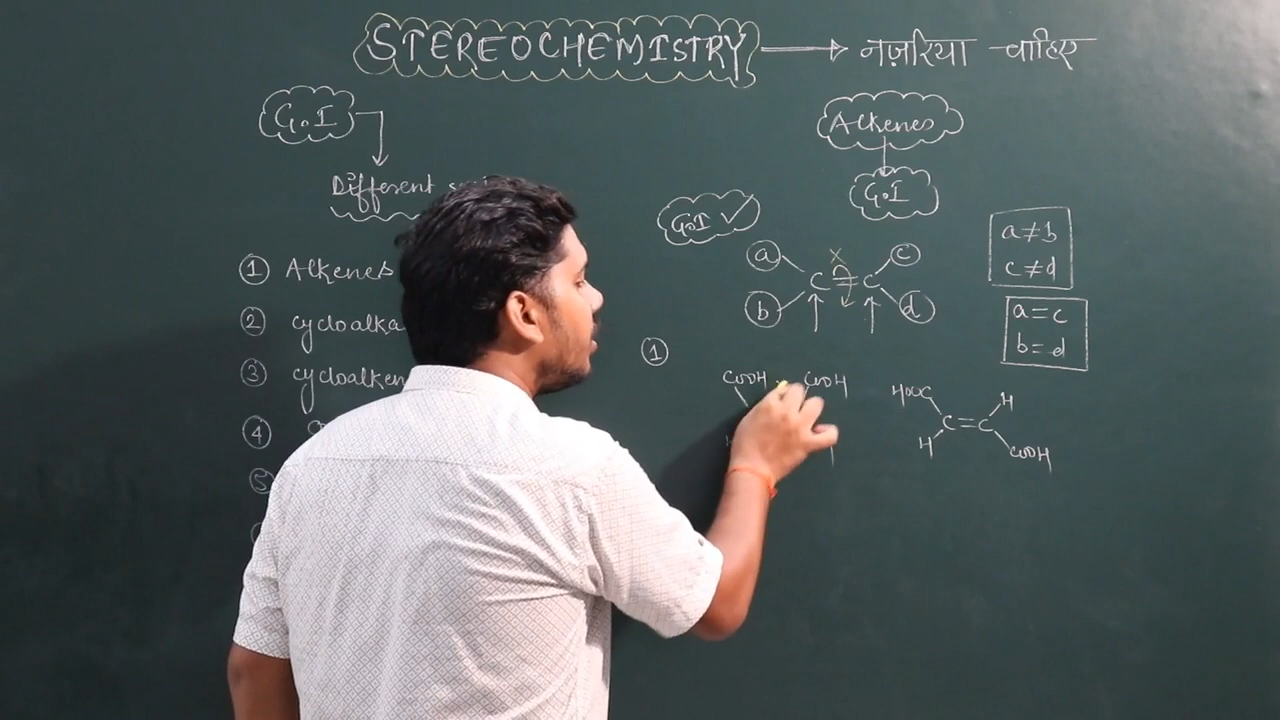 STEREOCHEMISTRY → नज़रिया चाहिए
G.I
Different
Alkenes
G.I
G.I ✓
① Alkenes
② cycloalka
③ cycloalken
④
⑤
a x c
C = C
b d
a ≠ b
c ≠ d
a = c
b = d
①
COOH COOH
HOOC H
C = C
H COOH